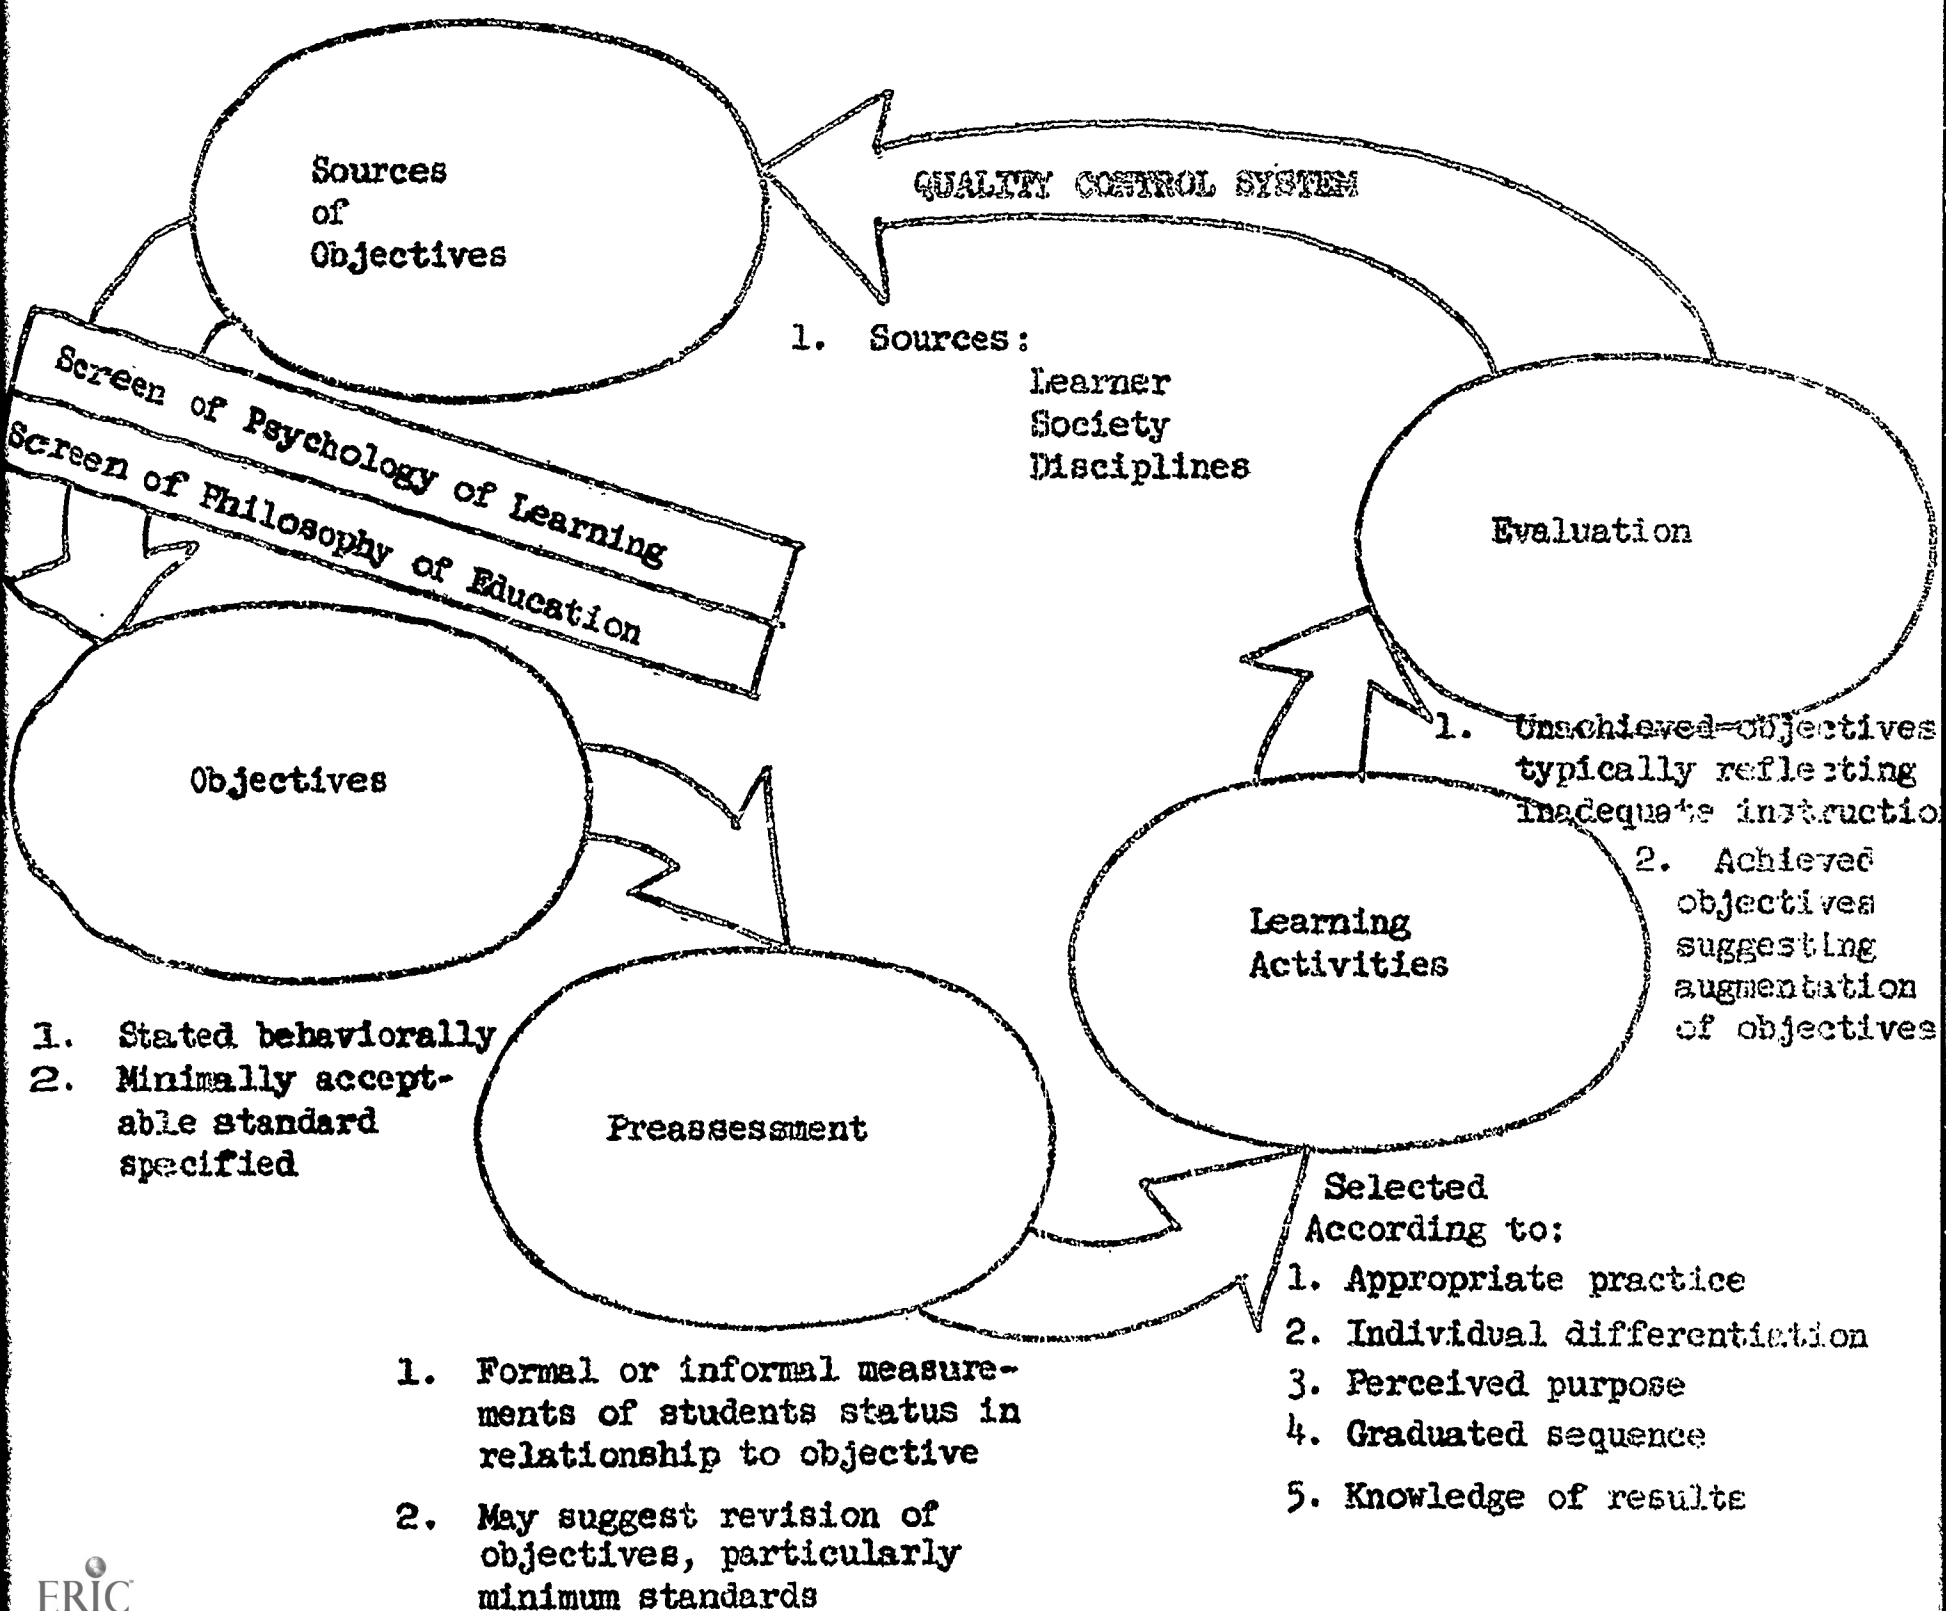 Sources
of
Objectives
QUALITY CONTROL SYSTEM
1. Sources:
Learner
Society
Disciplines
Screen of Psychology of Learning
Screen of Philosophy of Education
Evaluation
1. Unachieved objectives
typically reflecting
inadequate instruction
2. Achieved
objectives
suggesting
augmentation
of objectives
Objectives
1. Stated behaviorally
2. Minimally accept-
able standard
specified
Learning
Activities
Preassessment
Selected
According to:
1. Appropriate practice
2. Individual differentiation
3. Perceived purpose
4. Graduated sequence
5. Knowledge of results
1. Formal or informal measure-
ments of students status in
relationship to objective
2. May suggest revision of
objectives, particularly
minimum standards
ERIC